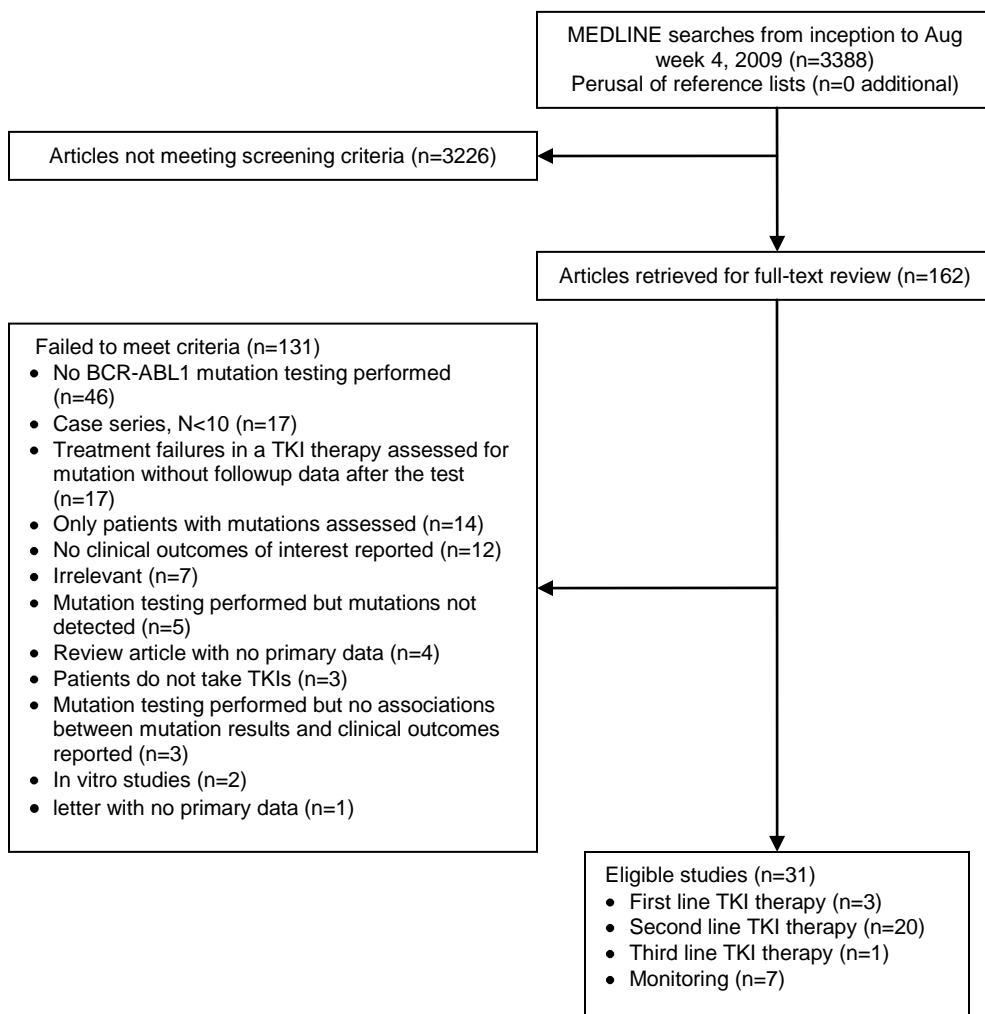 MEDLINE searches from inception to Aug
week 4, 2009 (n=3388)
Perusal of reference lists (n=0 additional)
Articles not meeting screening criteria (n=3226)
Articles retrieved for full-text review (n=162)
Failed to meet criteria (n=131)
• No BCR-ABL1 mutation testing performed
(n=46)
• Case series, N<10 (n=17)
• Treatment failures in a TKI therapy assessed for
mutation without followup data after the test
(n=17)
• Only patients with mutations assessed (n=14)
• No clinical outcomes of interest reported (n=12)
• Irrelevant (n=7)
• Mutation testing performed but mutations not
detected (n=5)
• Review article with no primary data (n=4)
• Patients do not take TKIs (n=3)
• Mutation testing performed but no associations
between mutation results and clinical outcomes
reported (n=3)
• In vitro studies (n=2)
• letter with no primary data (n=1)
Eligible studies (n=31)
• First line TKI therapy (n=3)
• Second line TKI therapy (n=20)
• Third line TKI therapy (n=1)
• Monitoring (n=7)